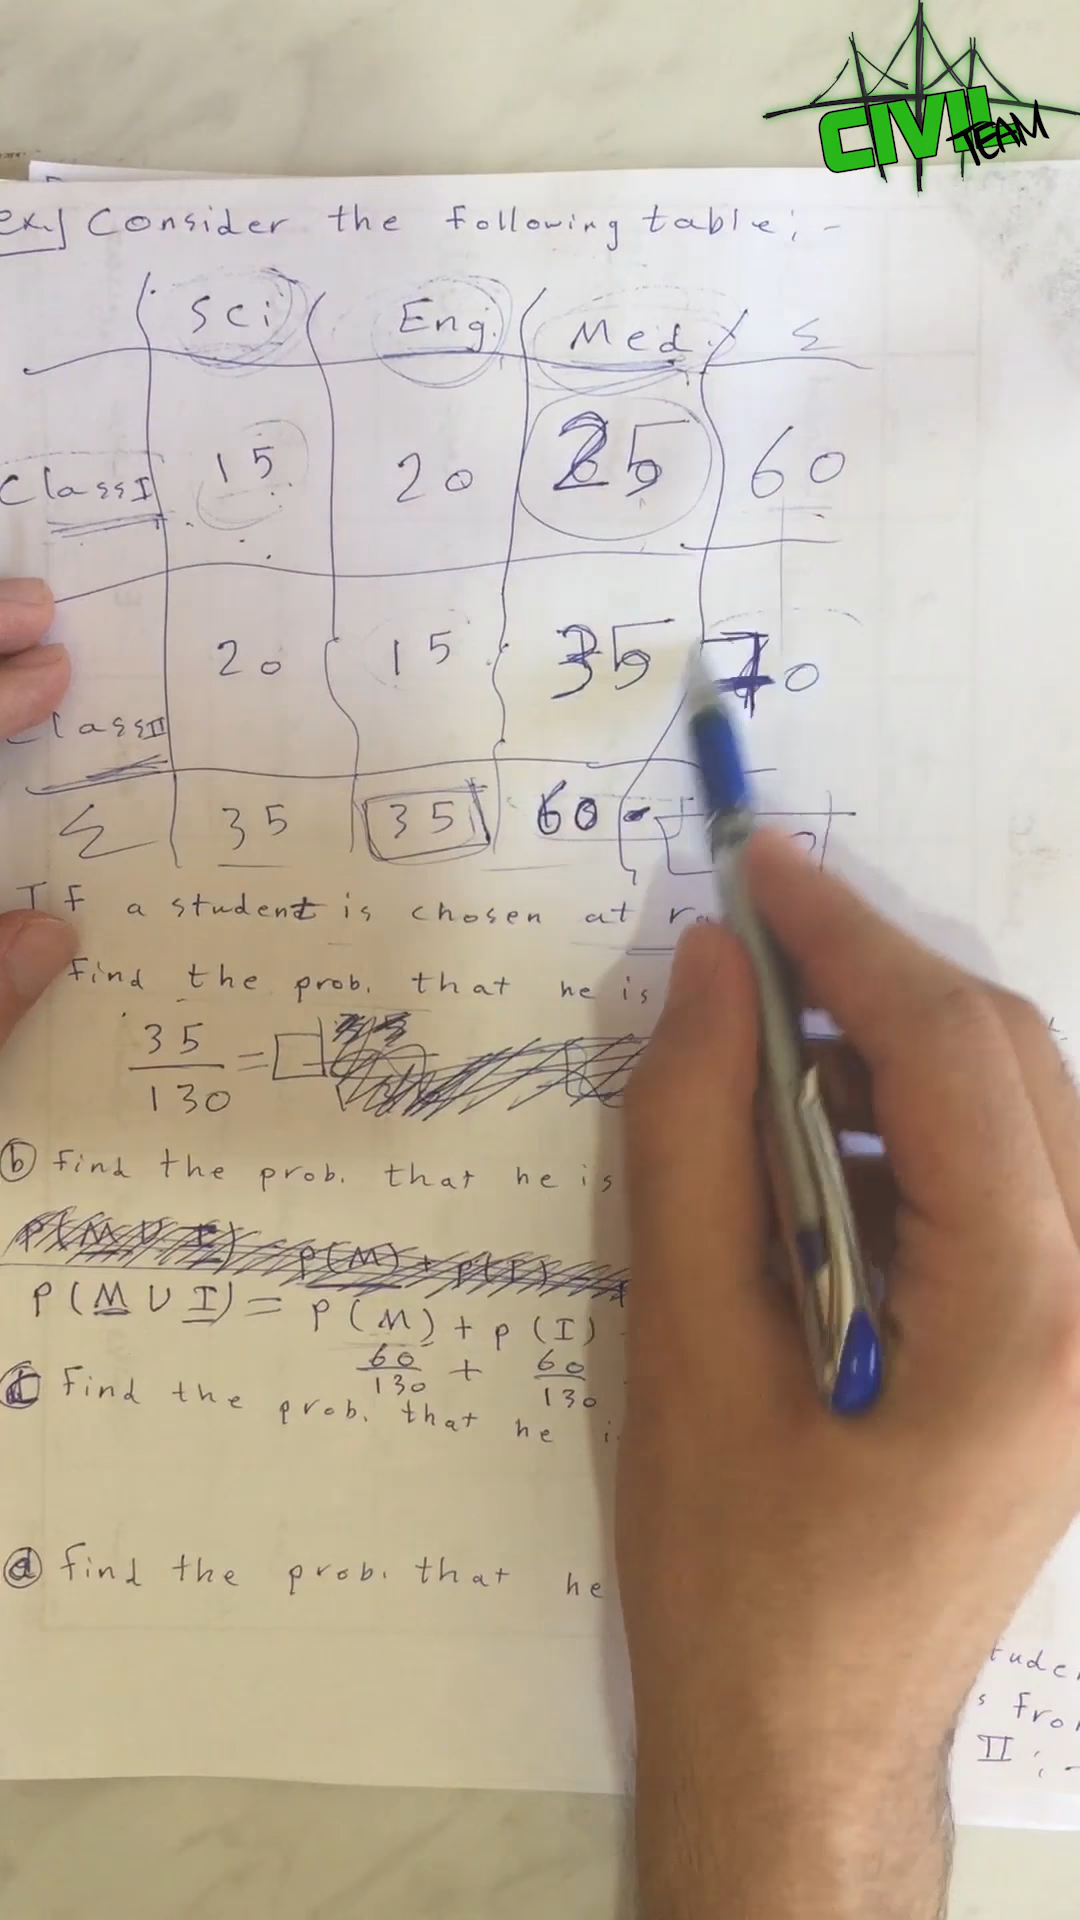 CIVIL
TEAM
ex.] Consider the following table:-
Sci Eng. Med. Σ
Class I 15 20 25 60
Class II 20 15 35 70
Σ 35 35 60
If a student is chosen at
Find the prob. that he is
35/130 =
(b) Find the prob. that he is
P(M∪I) = P(M) + P(I)
60/130 + 60/130
Find the prob. that he
(d) Find the prob. that he
s from
II:-